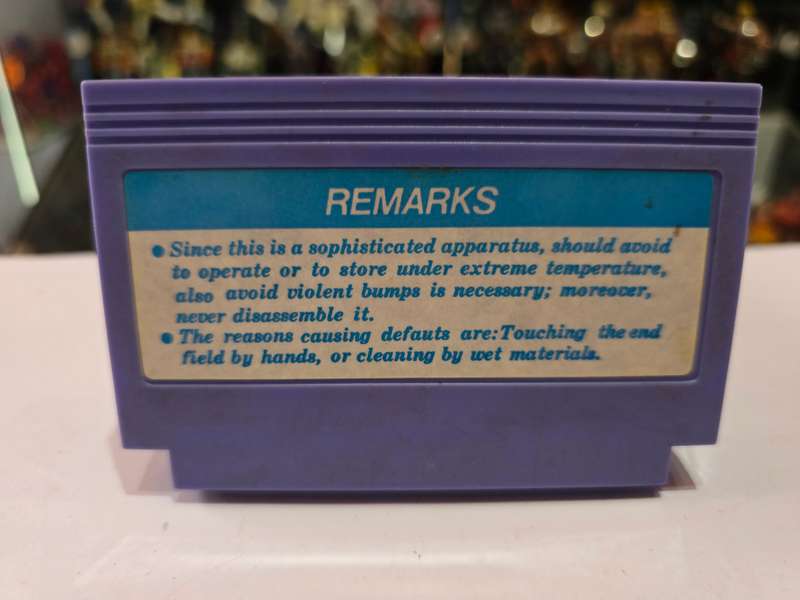 REMARKS
● Since this is a sophisticated apparatus, should avoid
to operate or to store under extreme temperature,
also avoid violent bumps is necessary; moreover,
never disassemble it.
● The reasons causing defauts are:Touching the end
field by hands, or cleaning by wet materials.